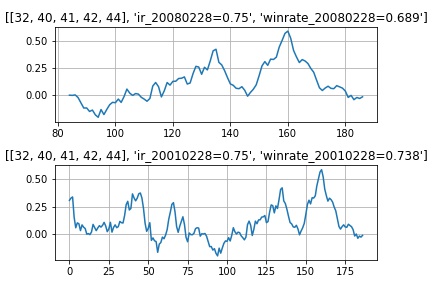 [[32, 40, 41, 42, 44], 'ir_20080228=0.75', 'winrate_20080228=0.689']
0.50
0.25
0.00
80 100 120 140 160 180
[[32, 40, 41, 42, 44], 'ir_20010228=0.75', 'winrate_20010228=0.738']
0.50
0.25
0.00
0 25 50 75 100 125 150 175